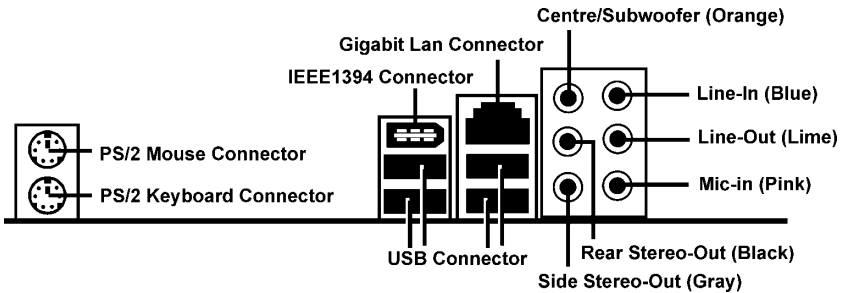 Centre/Subwoofer (Orange)
Gigabit Lan Connector
IEEE1394 Connector
Line-In (Blue)
Line-Out (Lime)
PS/2 Mouse Connector
Mic-in (Pink)
PS/2 Keyboard Connector
Rear Stereo-Out (Black)
USB Connector
Side Stereo-Out (Gray)